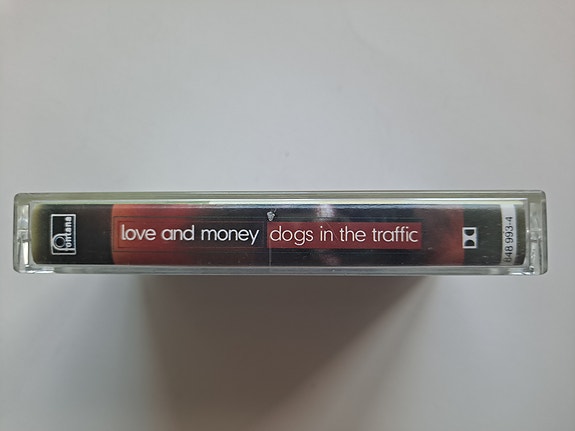 fontana
love and money dogs in the traffic
848 993-4